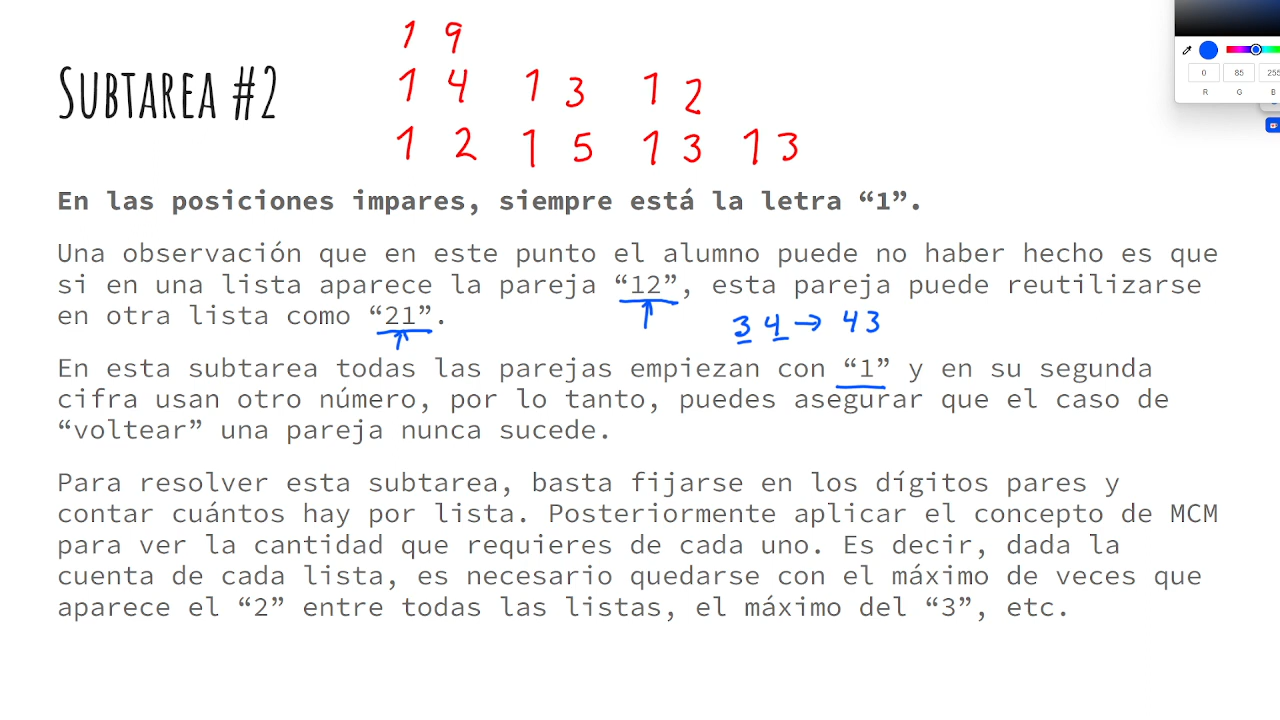 1 9
1 4 1 3 1 2
1 2 1 5 1 3 1 3
SUBTAREA #2
En las posiciones impares, siempre está la letra “1”.
Una observación que en este punto el alumno puede no haber hecho es que
si en una lista aparece la pareja “12”, esta pareja puede reutilizarse
en otra lista como “21”.
3 4 → 43
En esta subtarea todas las parejas empiezan con “1” y en su segunda
cifra usan otro número, por lo tanto, puedes asegurar que el caso de
“voltear” una pareja nunca sucede.
Para resolver esta subtarea, basta fijarse en los dígitos pares y
contar cuántos hay por lista. Posteriormente aplicar el concepto de MCM
para ver la cantidad que requieres de cada uno. Es decir, dada la
cuenta de cada lista, es necesario quedarse con el máximo de veces que
aparece el “2” entre todas las listas, el máximo del “3”, etc.
0 85 255
R G B